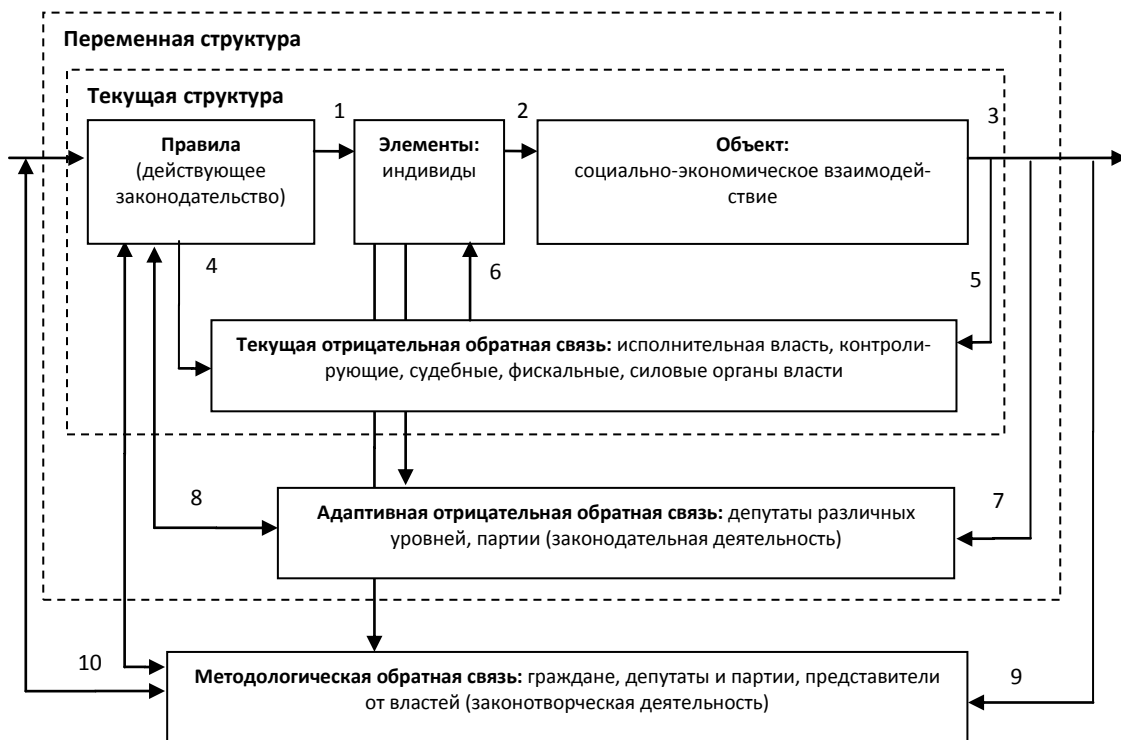 Переменная структура
Текущая структура
1
2
3
Правила
(действующее
законодательство)
Элементы:
индивиды
Объект:
социально-экономическое взаимодей-
ствие
4
6
5
Текущая отрицательная обратная связь: исполнительная власть, контроли-
рующие, судебные, фискальные, силовые органы власти
8
7
Адаптивная отрицательная обратная связь: депутаты различных
уровней, партии (законодательная деятельность)
10
9
Методологическая обратная связь: граждане, депутаты и партии, представители
от властей (законотворческая деятельность)